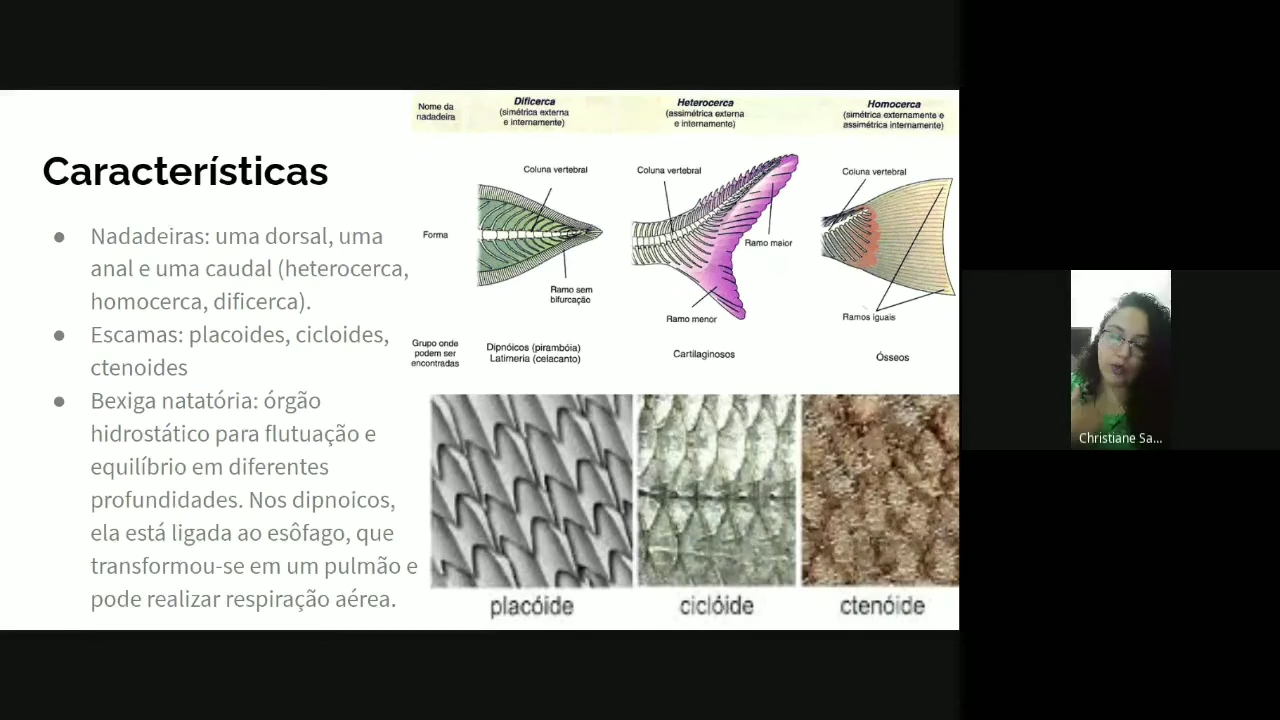 Características
● Nadadeiras: uma dorsal, uma
anal e uma caudal (heterocerca,
homocerca, dificerca).
● Escamas: placoides, cicloides,
ctenoides
● Bexiga natatória: órgão
hidrostático para flutuação e
equilíbrio em diferentes
profundidades. Nos dipnoicos,
ela está ligada ao esôfago, que
transformou-se em um pulmão e
pode realizar respiração aérea.
Nome da
nadadeira
Dificerca
(simétrica externa
e internamente)
Heterocerca
(assimétrica externa
e internamente)
Homocerca
(simétrica externamente e
assimétrica internamente)
Forma
Coluna vertebral
Ramo sem
bifurcação
Coluna vertebral
Ramo maior
Ramo menor
Coluna vertebral
Ramos iguais
Grupo onde
podem ser
encontradas
Dipnóicos (pirambóia)
Latimeria (celacanto)
Cartilaginosos
Ósseos
placóide
ciclóide
ctenóide
Christiane Sa...